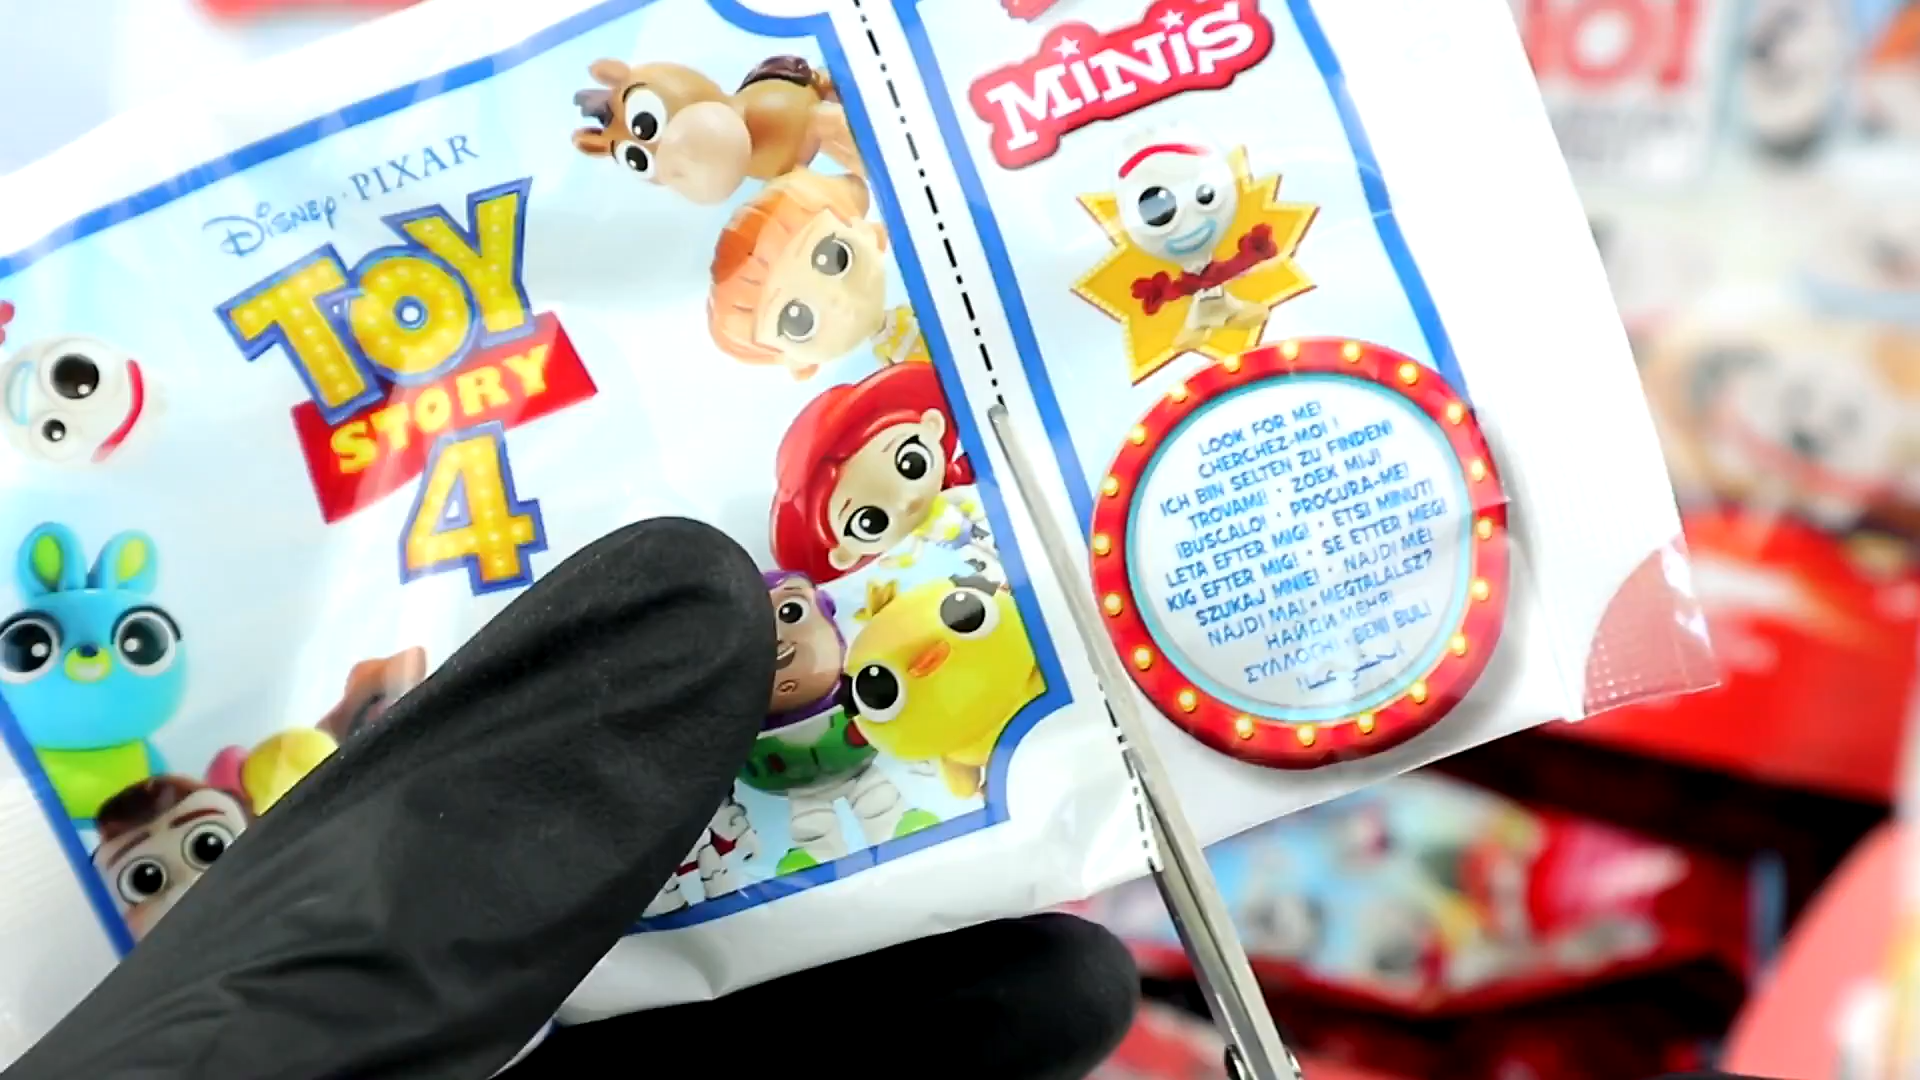 DISNEY · PIXAR
TOY
STORY
4
MINIS
LOOK FOR ME!
CHERCHEZ-MOI !
ICH BIN SELTEN ZU FINDEN!
TROVAMI! • ZOEK MIJ!
¡BUSCALO! • PROCURA-ME!
LETA EFTER MIG! • ETSI MINUT!
KIG EFTER MIG! • SE ETTER MEG!
SZUKAJ MNIE! • NAJDI ME!
NAJDI MA! • MEGTALÁLSZ?
НАЙДИ МЕНЯ!
ΣΥΛΛΟΓΗ! • BENI BUL!